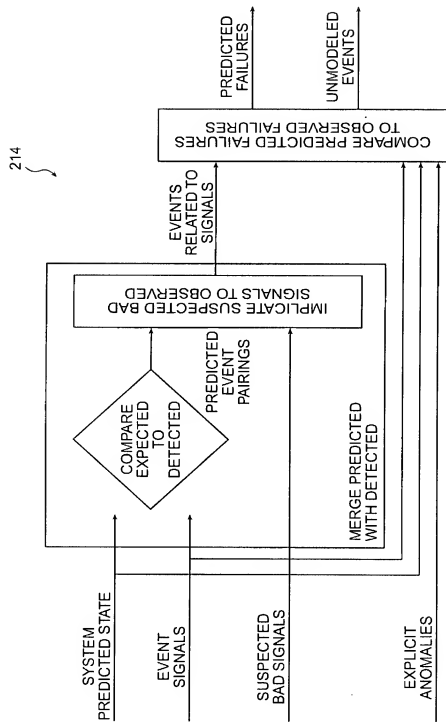 214
SYSTEM
PREDICTED STATE
EVENT
SIGNALS
SUSPECTED
BAD SIGNALS
EXPLICIT
ANOMALIES
COMPARE
EXPECTED
TO
DETECTED
PREDICTED
EVENT
PAIRINGS
IMPLICATE SUSPECTED BAD
SIGNALS TO OBSERVED
MERGE PREDICTED
WITH DETECTED
EVENTS
RELATED TO
SIGNALS
COMPARE PREDICTED FAILURES
TO OBSERVED FAILURES
PREDICTED
FAILURES
UNMODELED
EVENTS